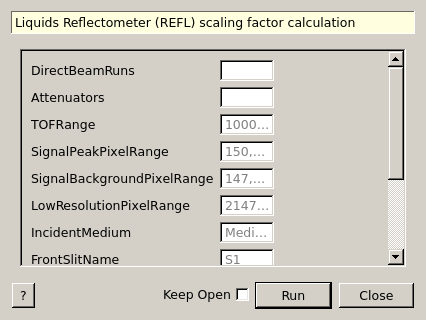 Liquids Reflectometer (REFL) scaling factor calculation
DirectBeamRuns
Attenuators
TOFRange 1000...
SignalPeakPixelRange 150,...
SignalBackgroundPixelRange 147,...
LowResolutionPixelRange 2147...
IncidentMedium Medi...
FrontSlitName S1
? Keep Open Run Close